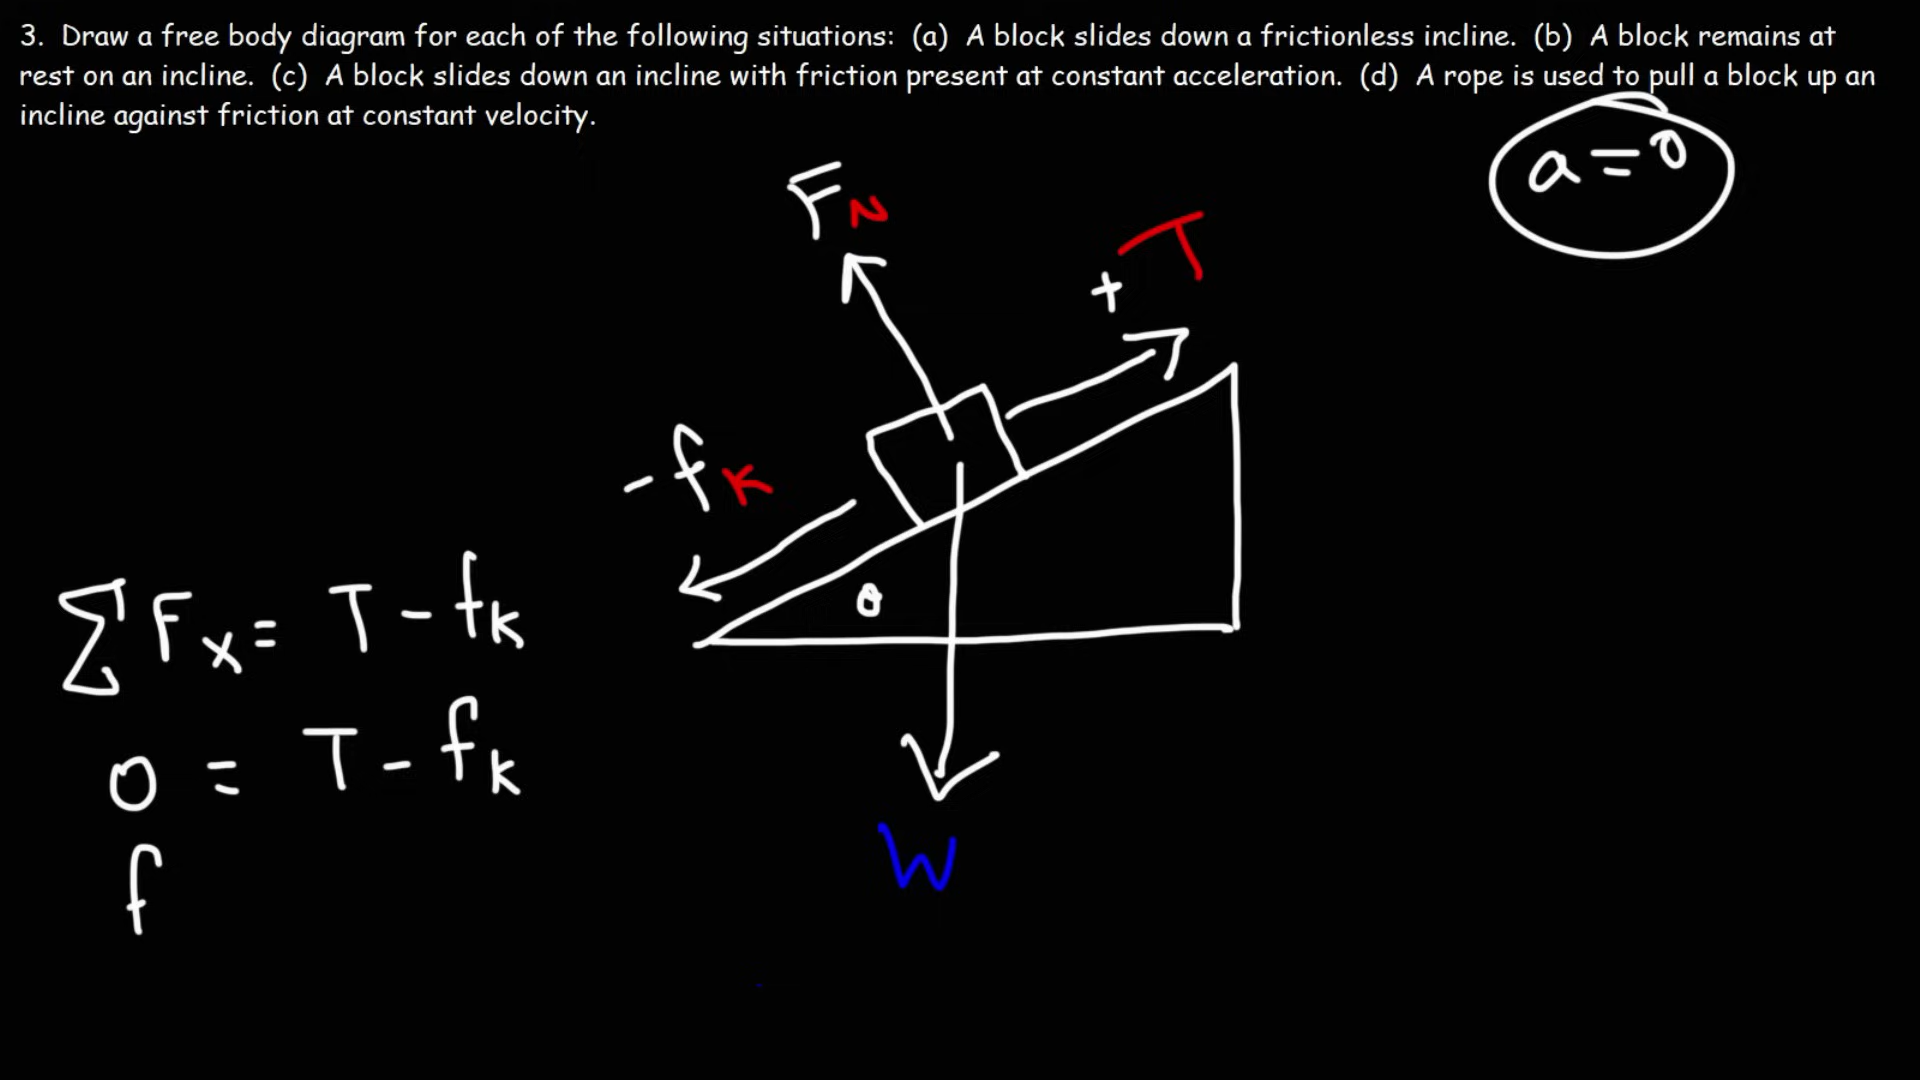 3. Draw a free body diagram for each of the following situations: (a) A block slides down a frictionless incline. (b) A block remains at
rest on an incline. (c) A block slides down an incline with friction present at constant acceleration. (d) A rope is used to pull a block up an
incline against friction at constant velocity.
a = 0
FN
+ T
- fK
θ
ΣFx = T - fk
0 = T - fk
f
W